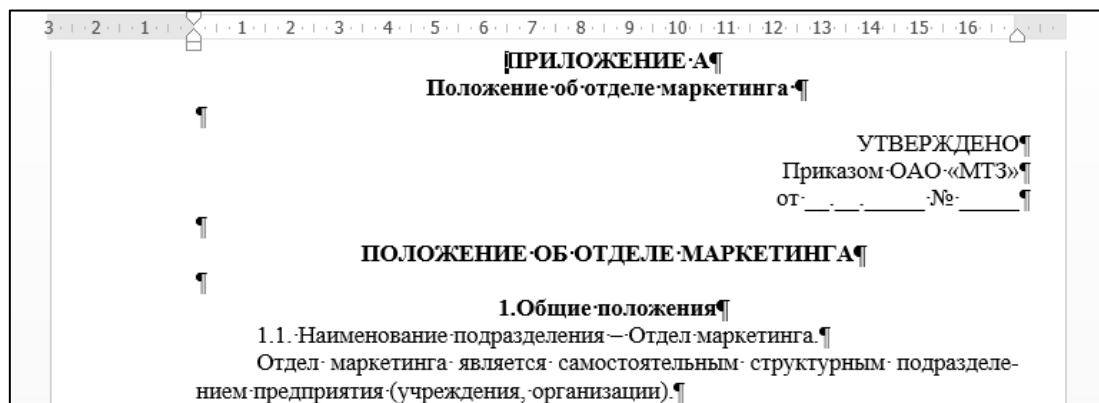 3 2 1 1 2 3 4 5 6 7 8 9 10 11 12 13 14 15 16
ПРИЛОЖЕНИЕ А¶
Положение об отделе маркетинга ¶
¶
УТВЕРЖДЕНО¶
Приказом ОАО «МТЗ»¶
от __.__._____ № _____¶
¶
ПОЛОЖЕНИЕ ОБ ОТДЕЛЕ МАРКЕТИНГА¶
¶
1.Общие положения¶
1.1. Наименование подразделения – Отдел маркетинга.¶
Отдел маркетинга является самостоятельным структурным подразделе-
нием предприятия (учреждения, организации).¶